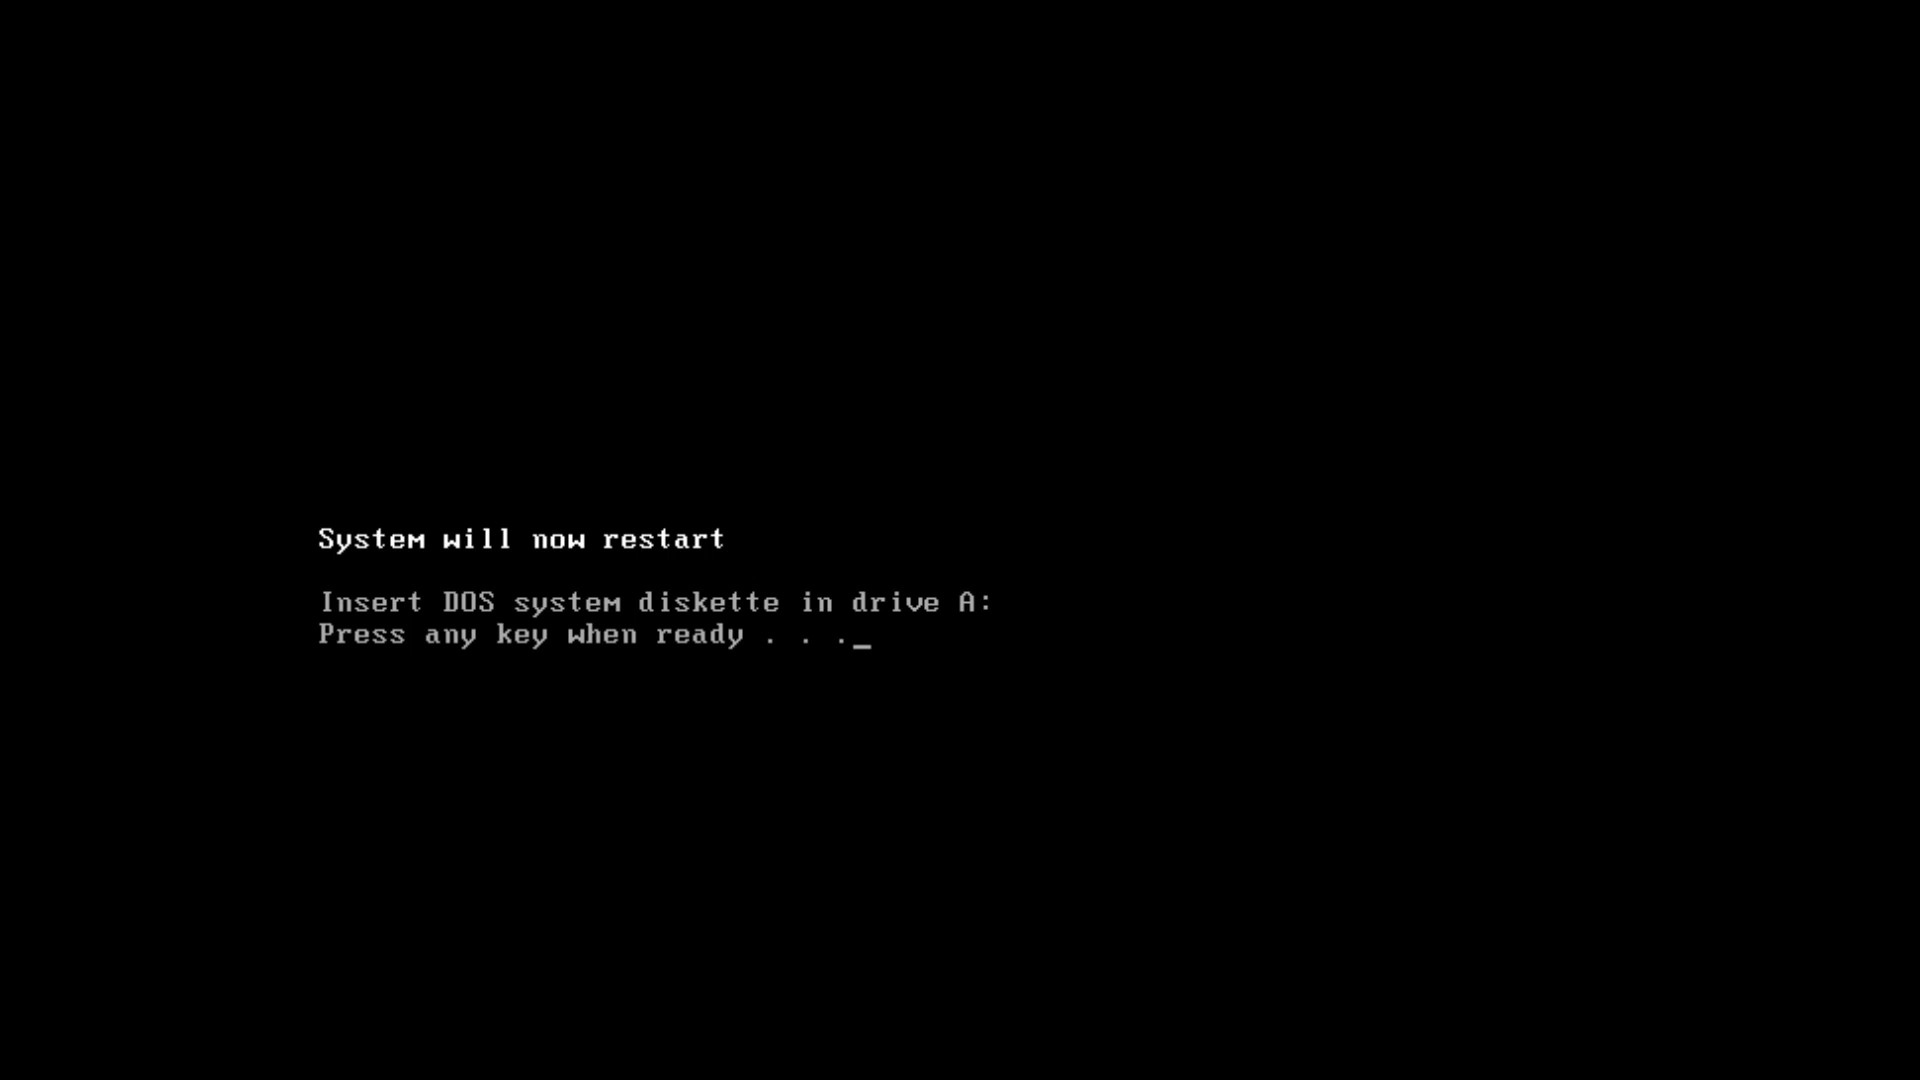 System will now restart
Insert DOS system diskette in drive A:
Press any key when ready . . ._